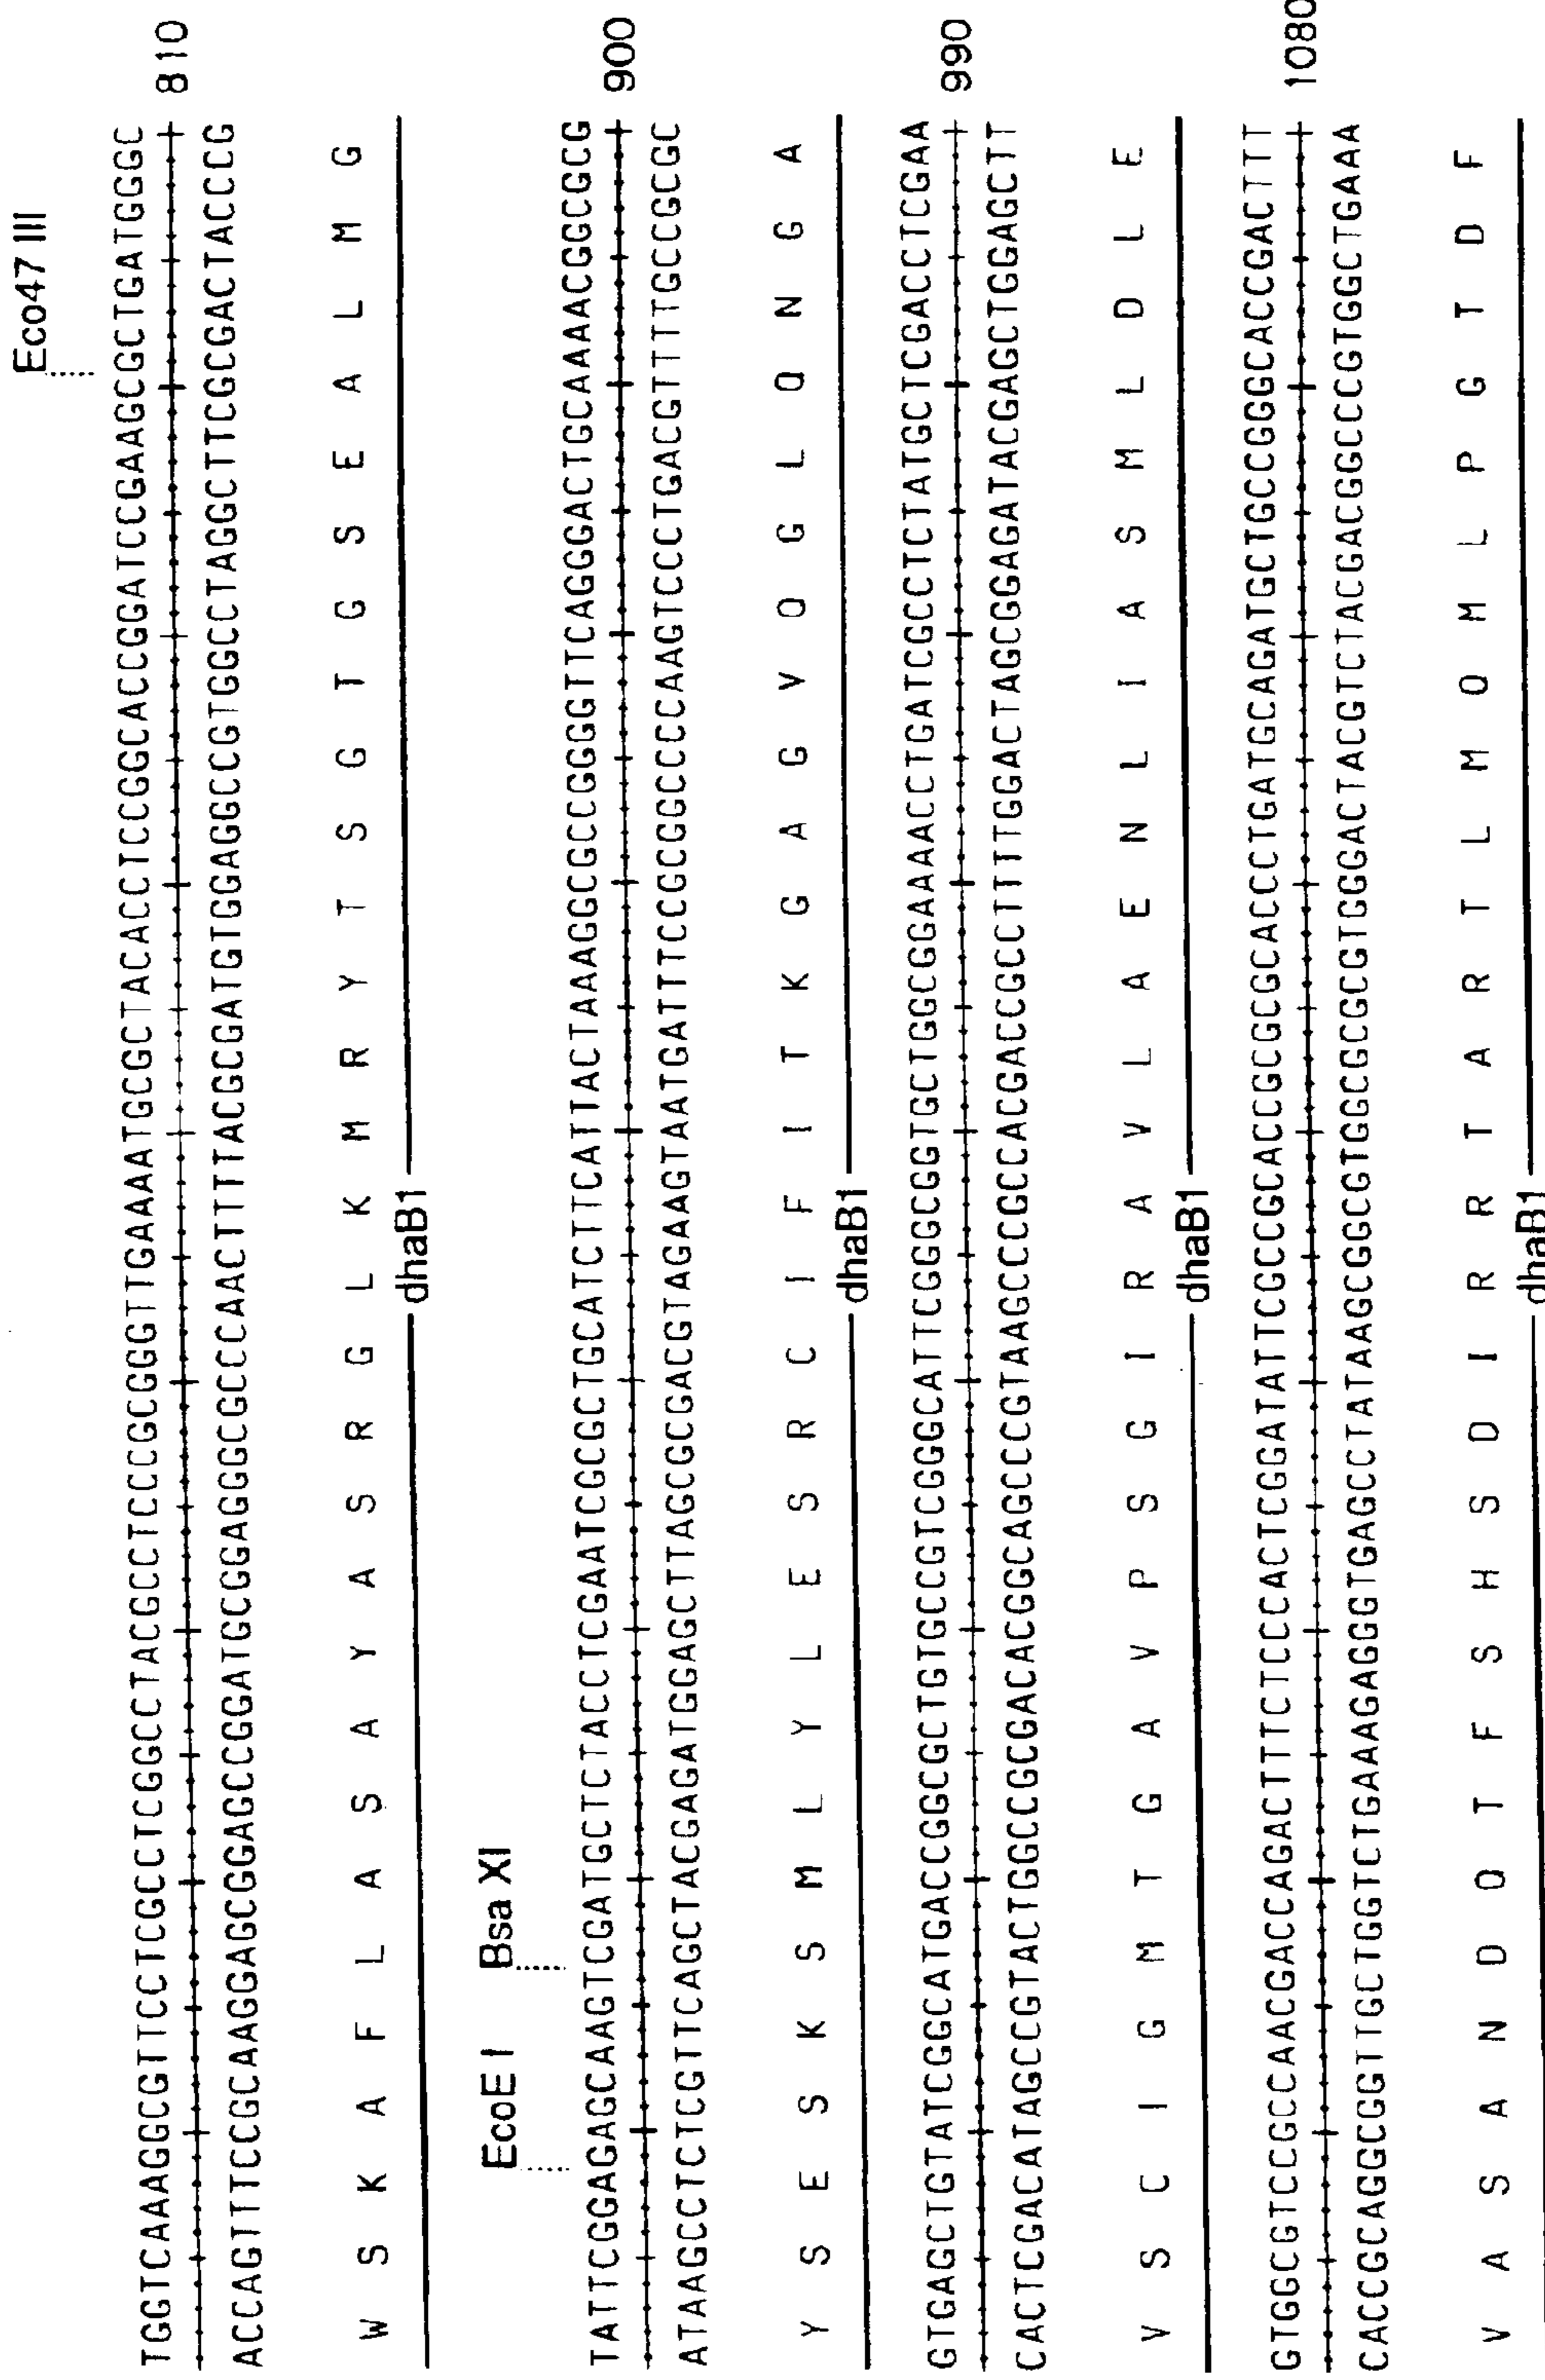 Eco47 III
TGGTCAAAGGCGTTCCTCGCCTCGGCCTACGCCTCCCGCGGGTTGAAAATGCGCTACACCTCCGGCACCGGATCCGAAGCGCTGATGGGC
810
ACCAGTTTCCGCAAGGAGCGGAGCCGGATGCGGAGGGCGCCCAACTTTTACGCGATGTGGAGGCCGTGGCCTAGGCTTCGCGACTACCCG
W S K A F L A S A Y A S R G L K M R Y T S G T G S E A L M G
dhaB1
EcoE I Bsa XI
TATTCGGAGAGCAAGTCGATGCTCTACCTCGAATCGCGCTGCATCTTCATTACTAAAGGCGCCGGGGTTCAGGGACTGCAAAACGGCGCG
900
ATAAGCCTCTCGTTCAGCTACGAGATGGAGCTTAGCGCGACGTAGAAGTAATGATTTCCGCGGCCCCAAGTCCCTGACGTTTTGCCGCGC
Y S E S K S M L Y L E S R C I F I T K G A G V Q G L Q N G A
dhaB1
GTGAGCTGTATCGGCATGACCGGCGCTGTGCCGTCGGGCATTCGGGCGGTGCTGGCGGAAAACCTGATCGCCTCTATGCTCGACCTCGAA
990
CACTCGACATAGCCGTACTGGCCGCGACACGGCAGCCCGTAAGCCCGCCACGACCGCCTTTTGGACTAGCGGAGATACGAGCTGGAGCTT
V S C I G M T G A V P S G I R A V L A E N L I A S M L D L E
dhaB1
GTGGCGTCCGCCAACGACCAGACTTTCTCCCACTCGGATATTCGCCGCACCGCGCGCACCCTGATGCAGATGCTGCCGGGCACCGACTTT
1080
CACCGCAGGCGGTTGCTGGTCTGAAAGAGGGTGAGCCTATAAGCGGCGTGGCGCGCGTGGGACTACGTCTACGACGGCCCGTGGCTGAAA
V A S A N D Q T F S H S D I R R T A R T L M Q M L P G T D F
dhaB1